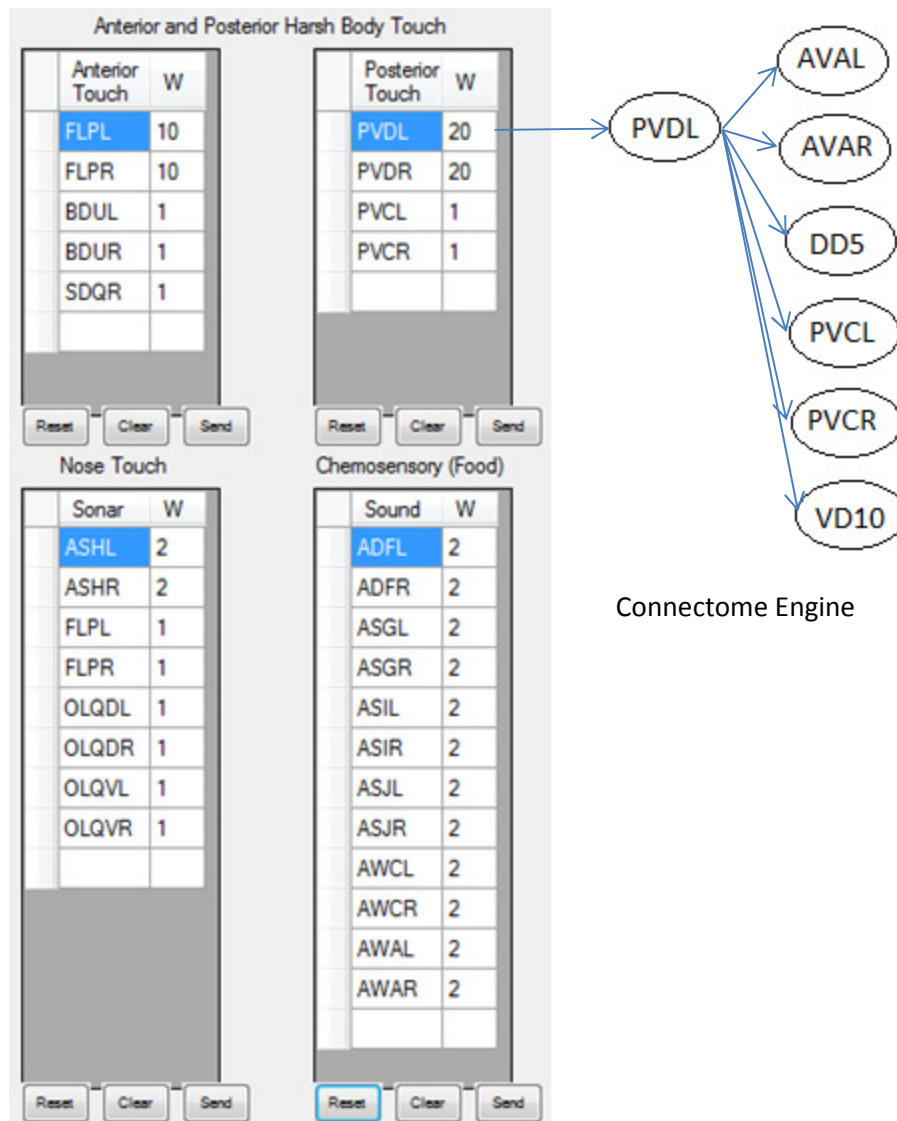 Anterior and Posterior Harsh Body Touch
Anterior Touch W
FLPL 10
FLPR 10
BDUL 1
BDUR 1
SDQR 1
Reset Clear Send
Posterior Touch W
PVDL 20
PVDR 20
PVCL 1
PVCR 1
Reset Clear Send
PVDL
AVAL
AVAR
DD5
PVCL
PVCR
VD10
Connectome Engine
Nose Touch
Sonar W
ASHL 2
ASHR 2
FLPL 1
FLPR 1
OLQDL 1
OLQDR 1
OLQVL 1
OLQVR 1
Reset Clear Send
Chemosensory (Food)
Sound W
ADFL 2
ADFR 2
ASGL 2
ASGR 2
ASIL 2
ASIR 2
ASJL 2
ASJR 2
AWCL 2
AWCR 2
AWAL 2
AWAR 2
Reset Clear Send